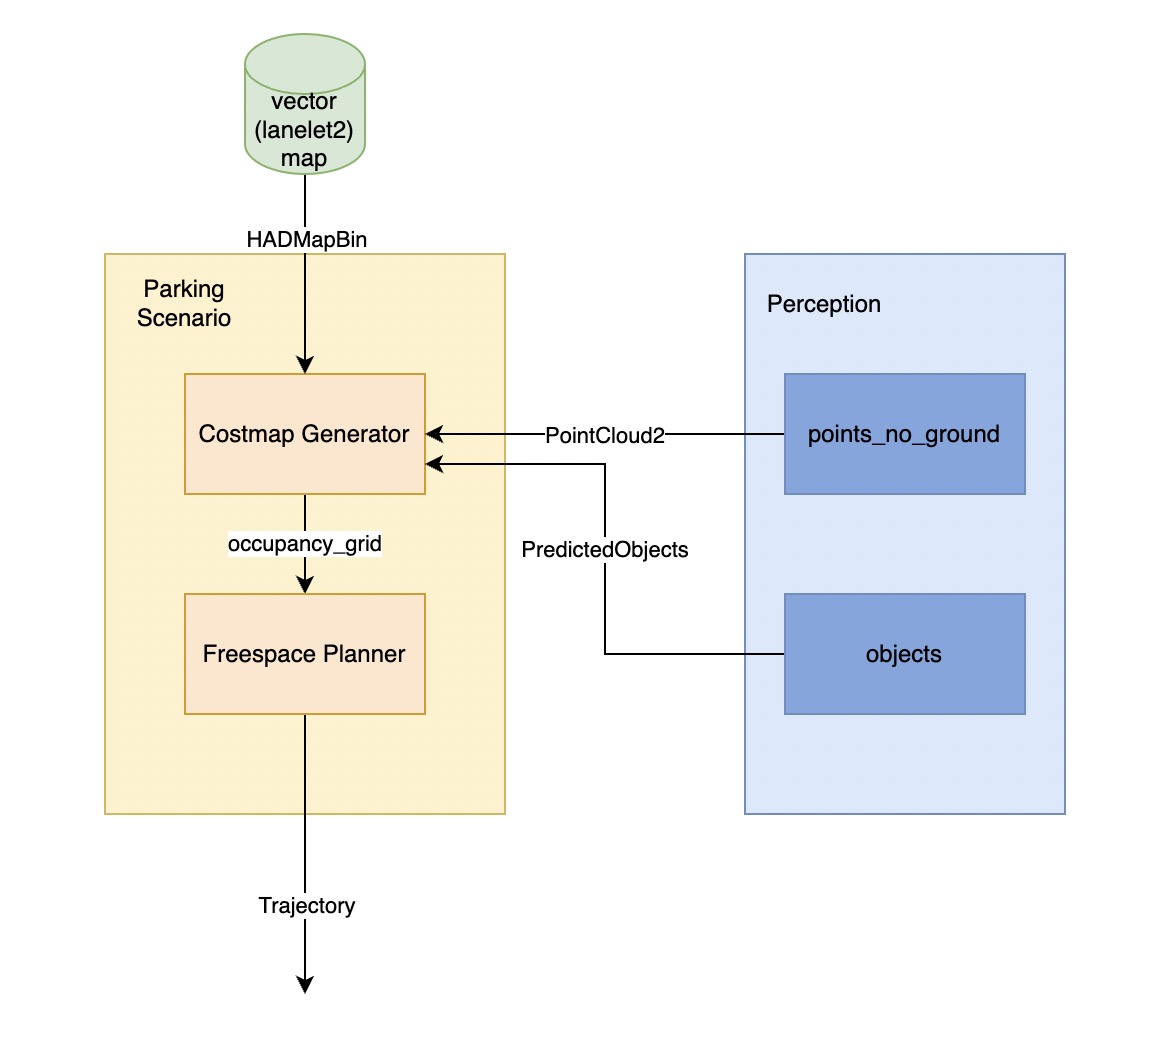 vector
(lanelet2)
map
HADMapBin
Parking
Scenario
Perception
Costmap Generator
PointCloud2
points_no_ground
occupancy_grid
PredictedObjects
Freespace Planner
objects
Trajectory